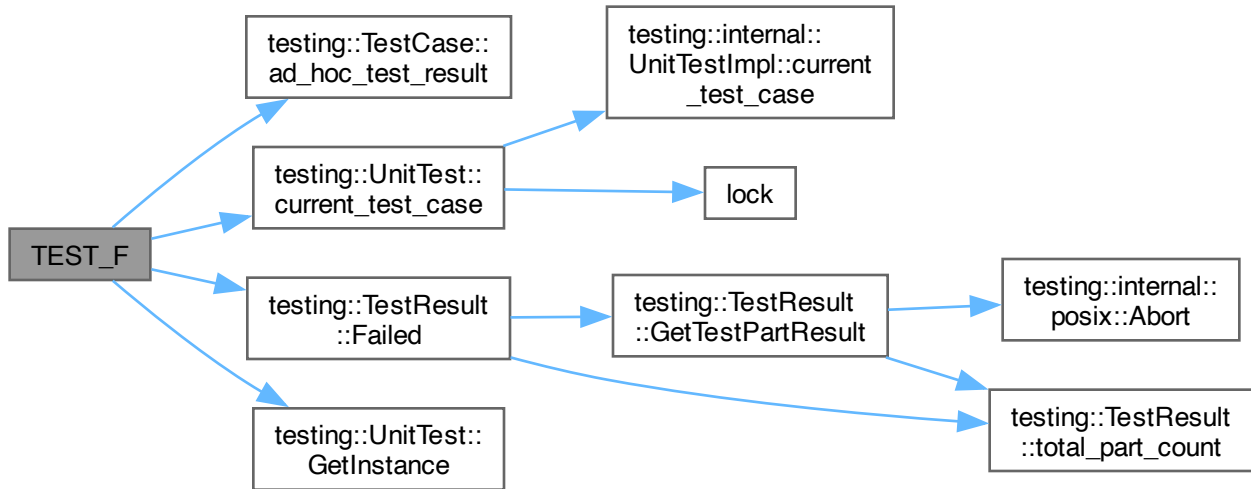 TEST_F
testing::TestCase::
ad_hoc_test_result
testing::UnitTest::
current_test_case
testing::TestResult
::Failed
testing::UnitTest::
GetInstance
testing::internal::
UnitTestImpl::current
_test_case
lock
testing::TestResult
::GetTestPartResult
testing::internal::
posix::Abort
testing::TestResult
::total_part_count